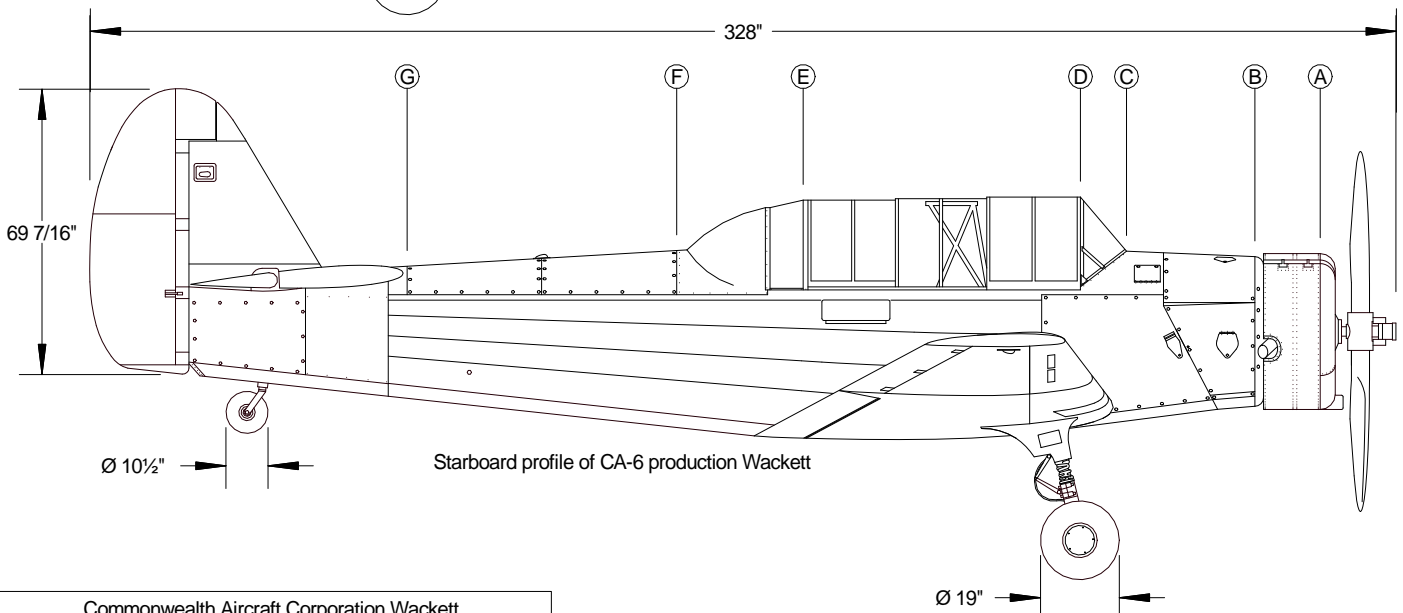 328"
G F E D C B A
69 7/16"
Ø 10½"
Starboard profile of CA-6 production Wackett
Ø 19"
Commonwealth Aircraft Corporation Wackett